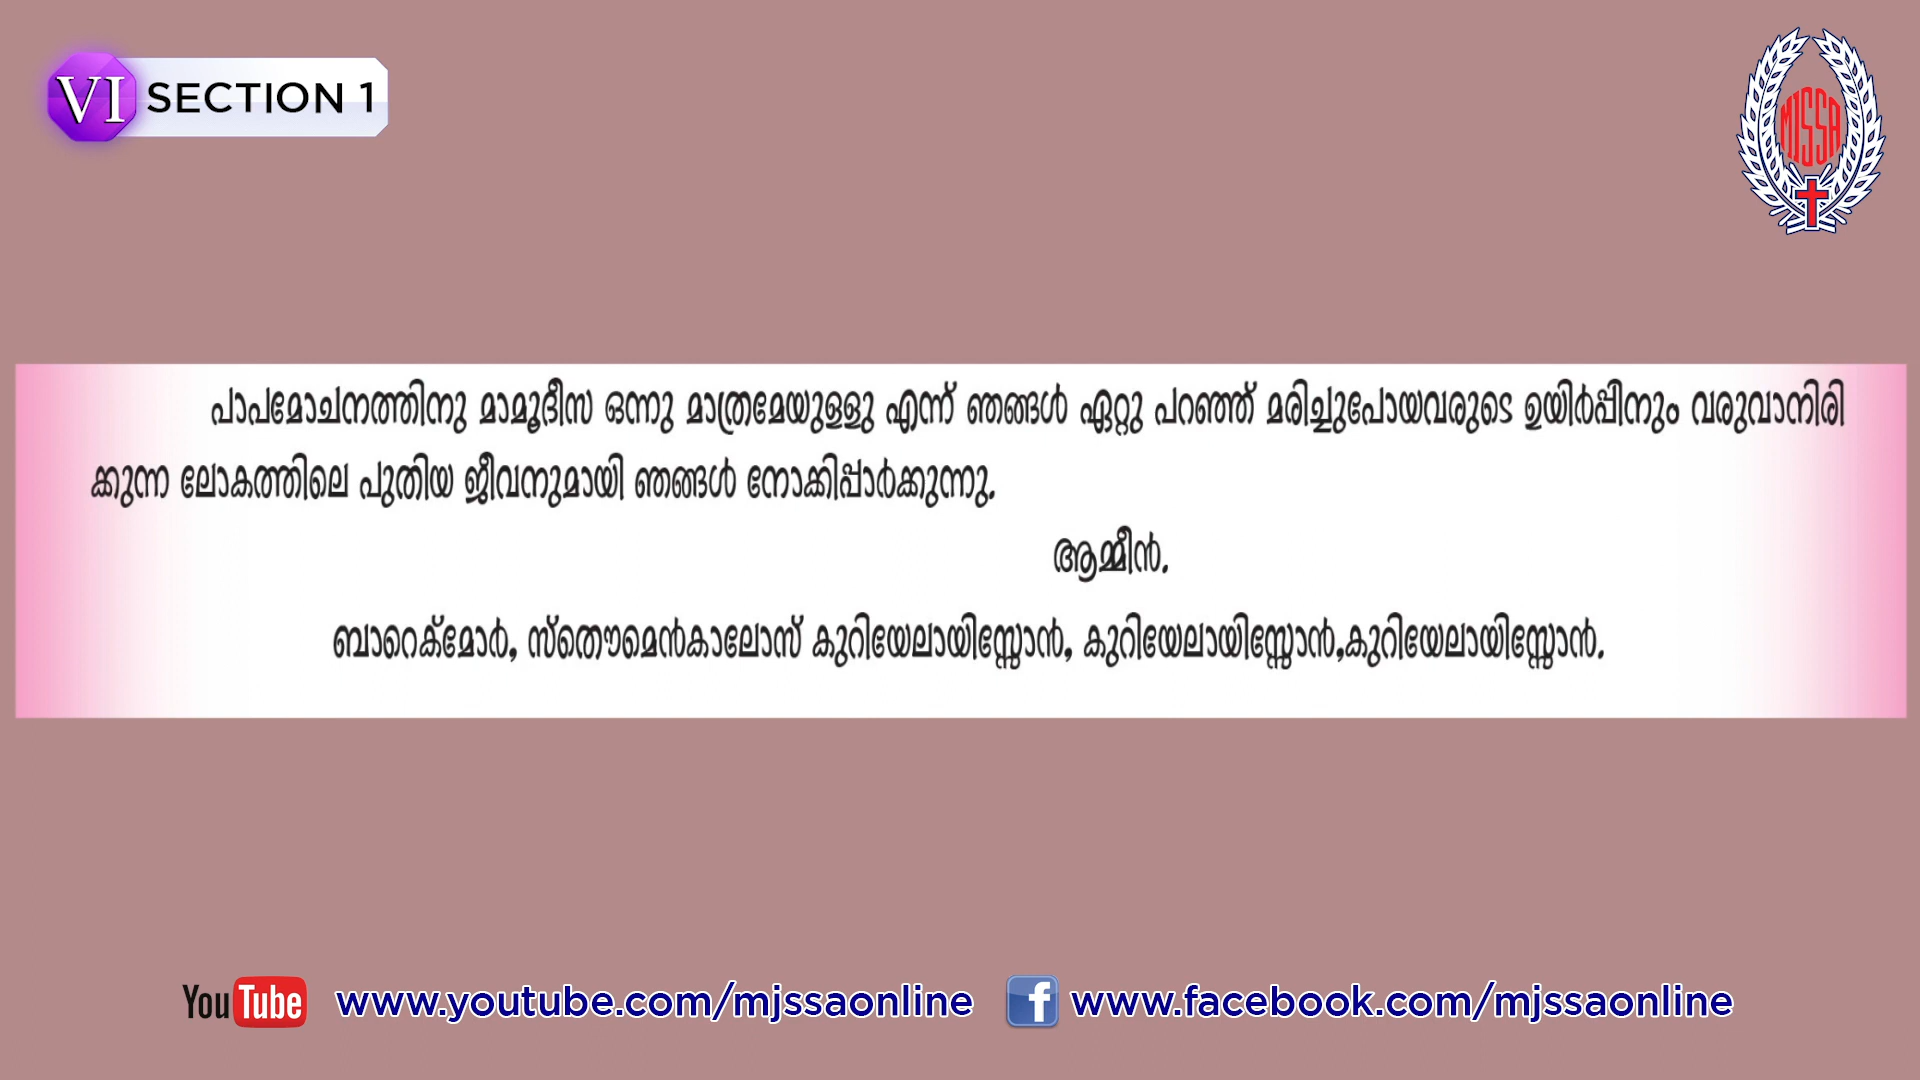 VI SECTION 1
MJSSA
പാപമോചനത്തിനു മാമൂദീസ ഒന്നു മാത്രമേയുള്ളു എന്ന് ഞങ്ങൾ ഏറ്റു പറഞ്ഞ് മരിച്ചുപോയവരുടെ ഉയിർപ്പിനും വരുവാനിരി
ക്കുന്ന ലോകത്തിലെ പുതിയ ജീവനുമായി ഞങ്ങൾ നോക്കിപ്പാർക്കുന്നു.
ആമ്മീൻ.
ബാറെക്മോർ, സ്തൌമെൻകാലോസ് കുറിയേലായിസ്സോൻ, കുറിയേലായിസ്സോൻ,കുറിയേലായിസ്സോൻ.
YouTube www.youtube.com/mjssaonline f www.facebook.com/mjssaonline